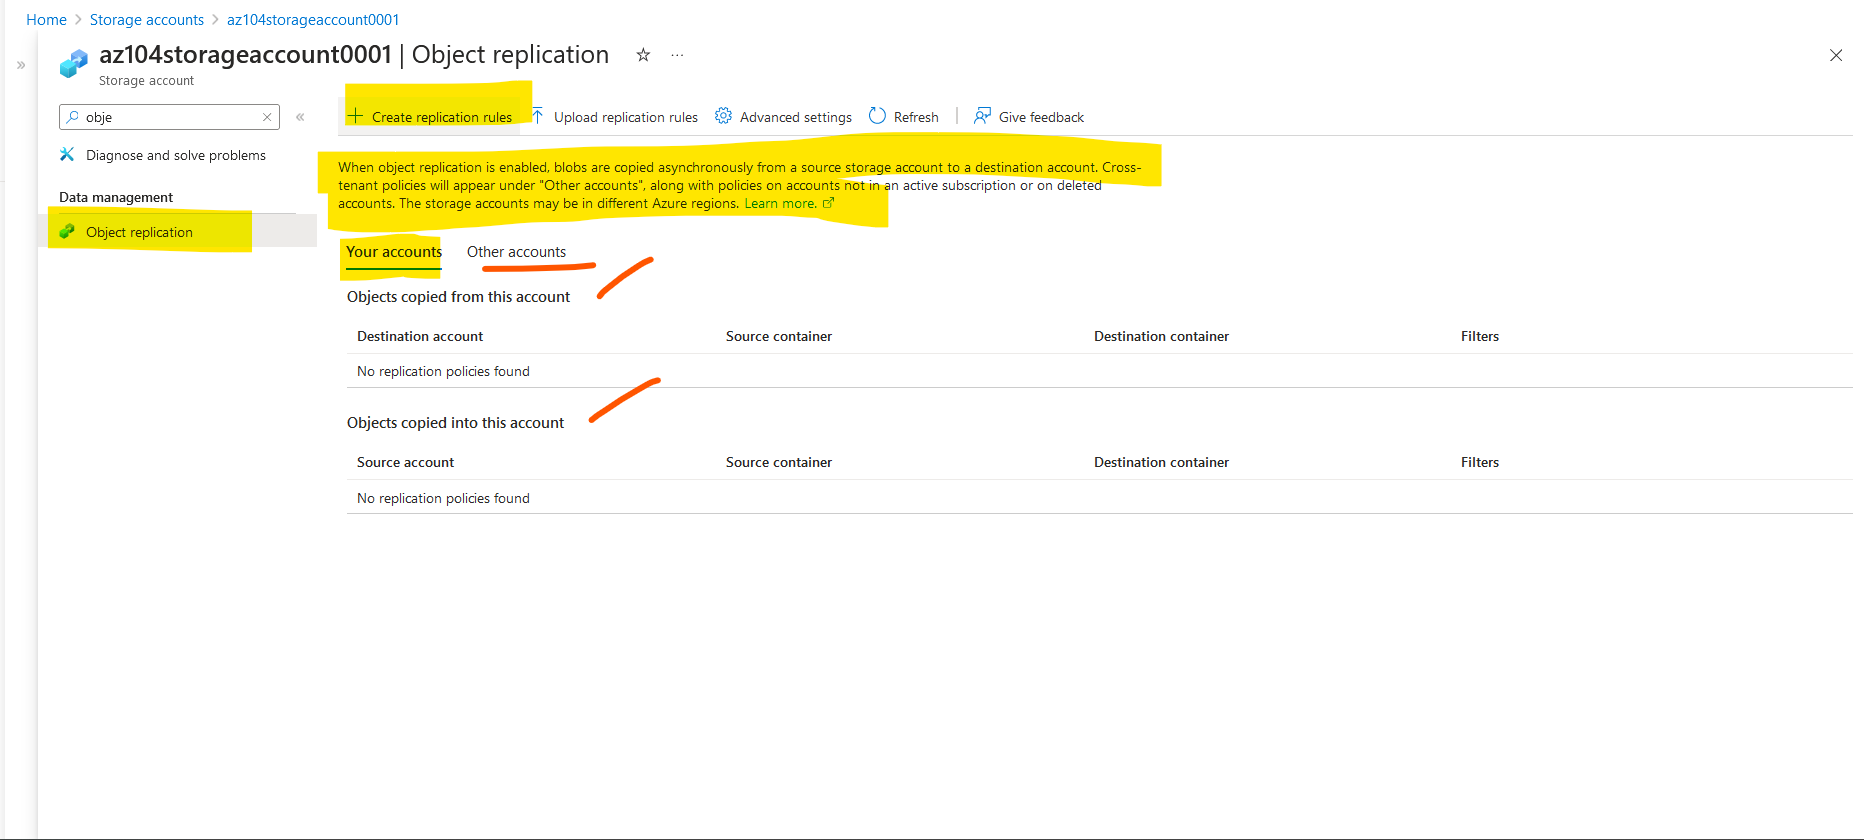 Home > Storage accounts > az104storageaccount0001
az104storageaccount0001 | Object replication
Storage account
obje
Create replication rules
Upload replication rules
Advanced settings
Refresh
Give feedback
Diagnose and solve problems
Data management
Object replication
When object replication is enabled, blobs are copied asynchronously from a source storage account to a destination account. Cross-
tenant policies will appear under "Other accounts", along with policies on accounts not in an active subscription or on deleted
accounts. The storage accounts may be in different Azure regions. Learn more.
Your accounts
Other accounts
Objects copied from this account
Destination account Source container Destination container Filters
No replication policies found
Objects copied into this account
Source account Source container Destination container Filters
No replication policies found